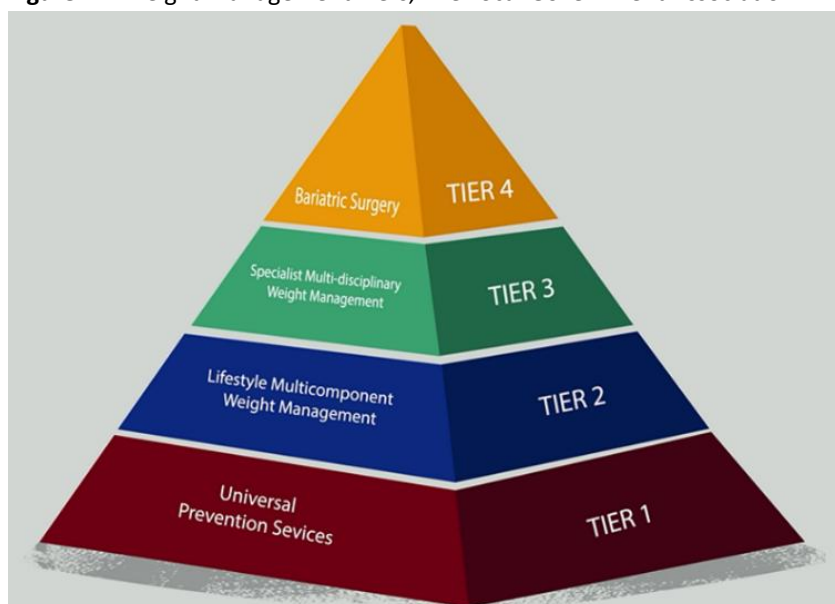 Bariatric Surgery
TIER 4
Specialist Multi-disciplinary
Weight Management
TIER 3
Lifestyle Multicomponent
Weight Management
TIER 2
Universal
Prevention Sevices
TIER 1